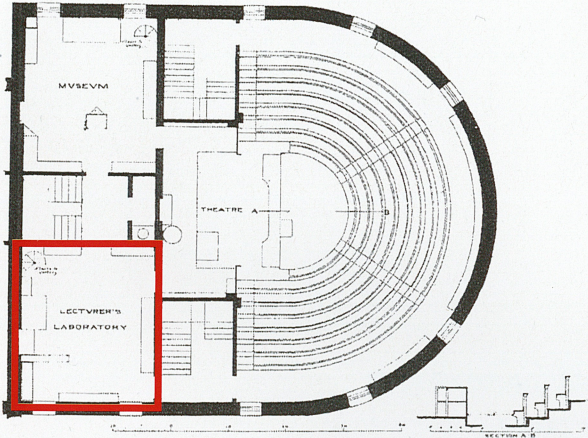 MVSEVM
THEATRE A
B
LECTVRER'S
LABORATORY
SECTION A B